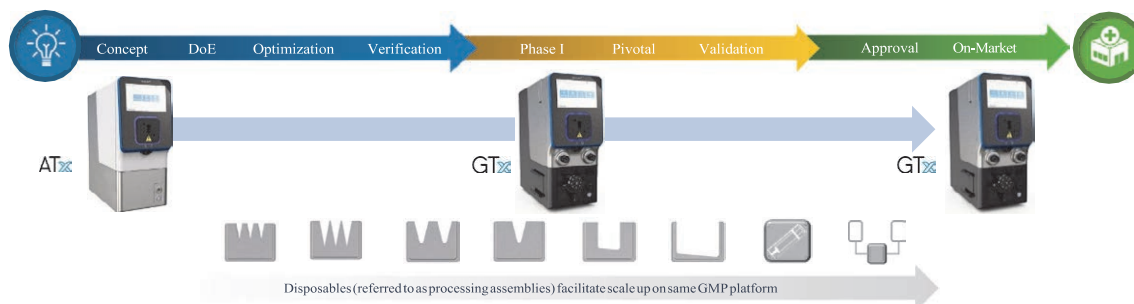 Concept DoE Optimization Verification Phase I Pivotal Validation Approval On-Market
ATx
GTx
GTx
Disposables (referred to as processing assemblies) facilitate scale up on same GMP platform